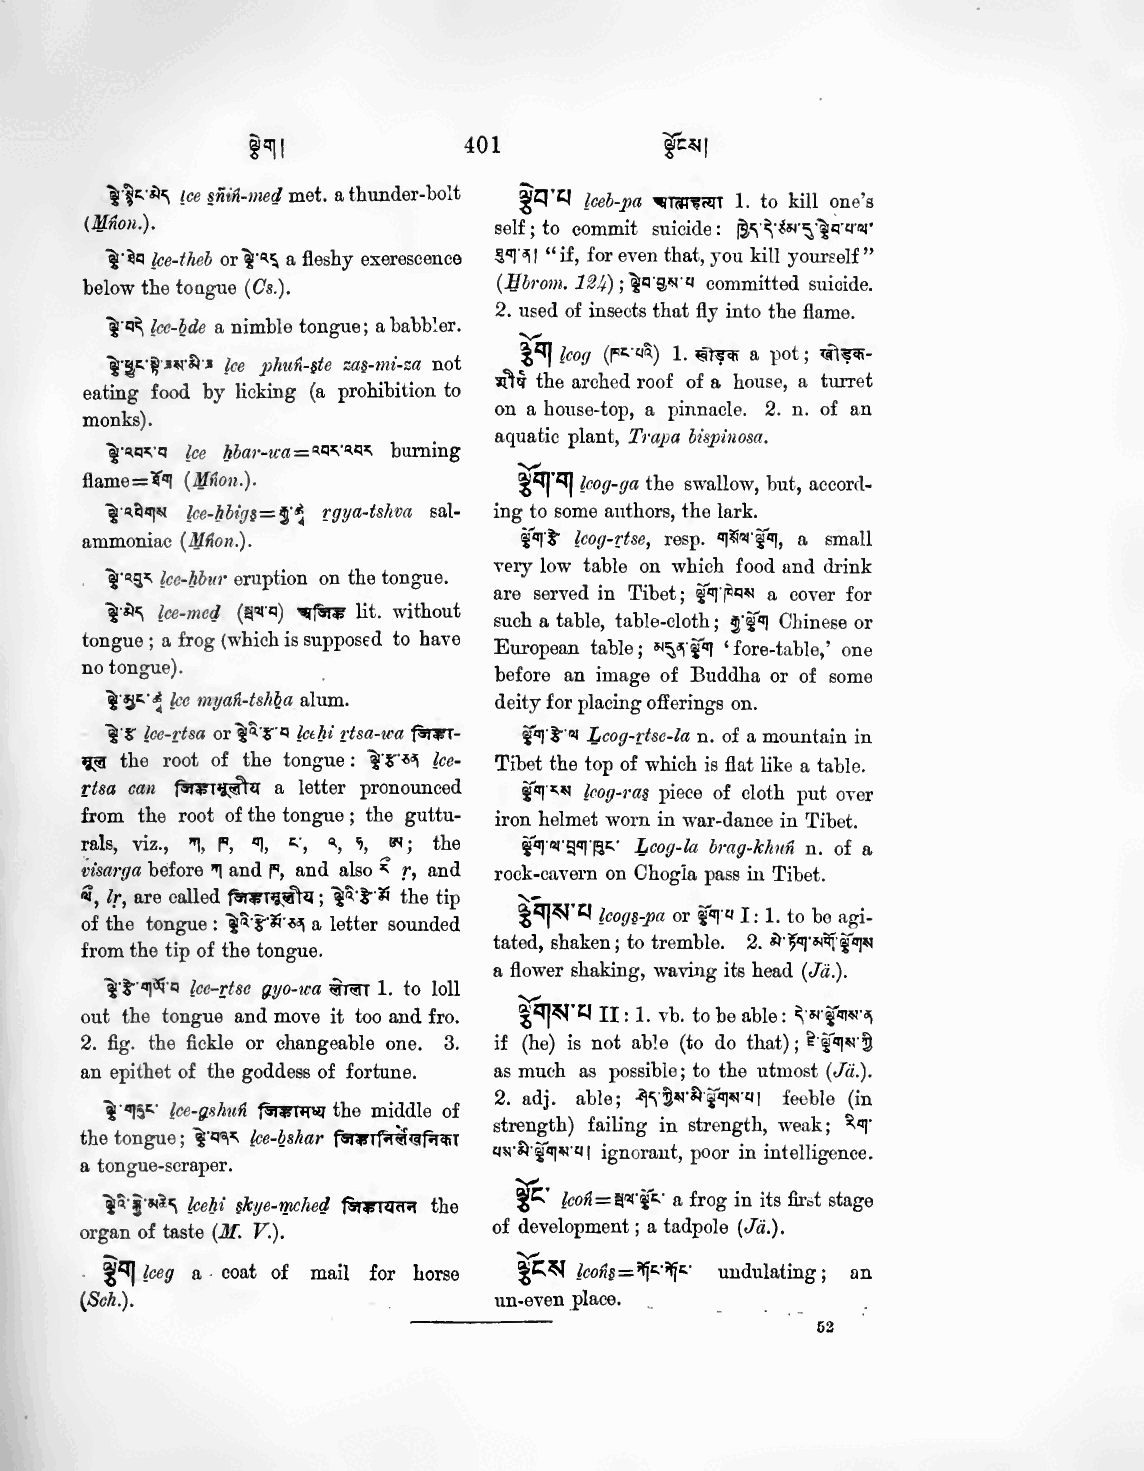 ལྕེག།
401
ལྕོངས།
ལྕེ་སྙིང་མེད lce sñiṅ-med met. a thunder-bolt
(Mṅon.).
ལྕེ་ཐེབ lce-theb or ལྕེ་འདྲ a fleshy exerescence
below the tongue (Cs.).
ལྕེ་བདེ lce-bde a nimble tongue; a babbler.
ལྕེ་ཕུང་སྟེ་ཟས་མི་ཟ lce phuṅ-ste zas-mi-za not
eating food by licking (a prohibition to
monks).
ལྕེ་འབར་བ lce ḥbar-wa=འབར་འབར burning
flame=ཚིག (Mṅon.).
ལྕེ་འབིགས lce-ḥbigs=རྒྱ་ཚྭ rgya-tshva sal-
ammoniac (Mṅon.).
ལྕེ་འབུར lce-ḥbur eruption on the tongue.
ལྕེ་མེད lce-med (སྦལ་བ) अजिह्व lit. without
tongue; a frog (which is supposed to have
no tongue).
ལྕེ་མྱང་ཚྭ lce myaṅ-tshba alum.
ལྕེ་རྩ lce-rtsa or ལྕེའི་རྩ་བ lceḥi rtsa-wa जिह्वा-
मूल the root of the tongue: ལྕེ་རྩ་ཅན lce-
rtsa can जिह्वामूलीय a letter pronounced
from the root of the tongue; the guttu-
rals, viz., ཀ, ཁ, ག, ང་, འ, ཧ, ཨ; the
visarga before ཀ and ཁ, and also རྀ ṛ, and
ལྀ, lṛ, are called जिह्वामूलीय; ལྕེའི་རྩེ་མོ the tip
of the tongue: ལྕེའི་རྩེ་མོ་ཅན a letter sounded
from the tip of the tongue.
ལྕེ་རྩེ་གཡོ་བ lce-rtse gyo-wa लोला 1. to loll
out the tongue and move it too and fro.
2. fig. the fickle or changeable one. 3.
an epithet of the goddess of fortune.
ལྕེ་གཞུང་ lce-gshuṅ जिह्वामध्य the middle of
the tongue; ལྕེ་བཞར lce-bshar जिह्वानिर्लेखनिका
a tongue-scraper.
ལྕེའི་སྐྱེ་མཆེད lceḥi skye-mched जिह्वायतन the
organ of taste (M. V.).
ལྕེག lceg a coat of mail for horse
(Sch.).
ལྕེབ་པ lceb-pa आत्महत्या 1. to kill one's
self; to commit suicide: ཁྱེད་དེ་ཙམ་དུ་ལྕེབ་པ་ལ་
ནུག་ན། "if, for even that, you kill yourself"
(Ḥbrom. 124); ལྕེབ་བྱས་པ committed suicide.
2. used of insects that fly into the flame.
ལྕོག lcog (ཁང་པའི) 1. खोड़क a pot; खोड़क-
शीर्ष the arched roof of a house, a turret
on a house-top, a pinnacle. 2. n. of an
aquatic plant, Trapa bispinosa.
ལྕོག་ག lcog-ga the swallow, but, accord-
ing to some authors, the lark.
ལྕོག་རྩེ lcog-rtse, resp. གསོལ་ལྕོག, a small
very low table on which food and drink
are served in Tibet; ལྕོག་ཁེབས a cover for
such a table, table-cloth; རྒྱ་ལྕོག Chinese or
European table; མདུན་ལྕོག 'fore-table,' one
before an image of Buddha or of some
deity for placing offerings on.
ལྕོག་རྩེ་ལ Lcog-rtse-la n. of a mountain in
Tibet the top of which is flat like a table.
ལྕོག་རས lcog-ras piece of cloth put over
iron helmet worn in war-dance in Tibet.
ལྕོག་ལ་བྲག་ཁུང་ Lcog-la brag-khuṅ n. of a
rock-cavern on Chogla pass in Tibet.
ལྕོགས་པ lcogs-pa or ལྕོག་པ I: 1. to be agi-
tated, shaken; to tremble. 2. མེ་ཏོག་མགོ་ལྕོགས
a flower shaking, waving its head (Jä.).
ལྕོགས་པ II: 1. vb. to be able: དེ་མ་ལྕོགས་ན
if (he) is not able (to do that); ཇི་ལྕོགས་ཀྱི
as much as possible; to the utmost (Jä.).
2. adj. able; ཤེད་ཀྱིས་མི་ལྕོགས་པ། feeble (in
strength) failing in strength, weak; རིག་
པས་མི་ལྕོགས་པ། ignorant, poor in intelligence.
ལྕོང་ lcoṅ=སྦལ་ལྕོང་ a frog in its first stage
of development; a tadpole (Jä.).
ལྕོངས lcoṅs=ཀོང་ཀོང་ undulating; an
un-even place.
52